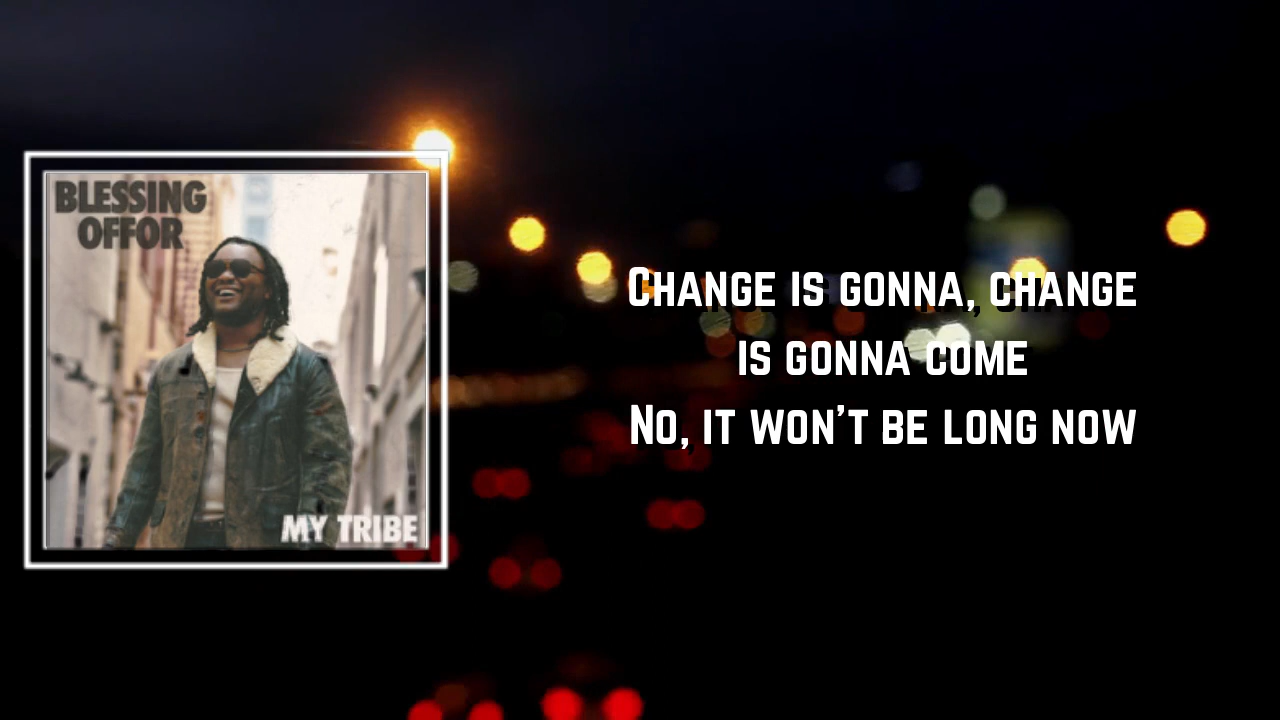 BLESSING
OFFOR
MY TRIBE
CHANGE IS GONNA, CHANGE
IS GONNA COME
NO, IT WON'T BE LONG NOW